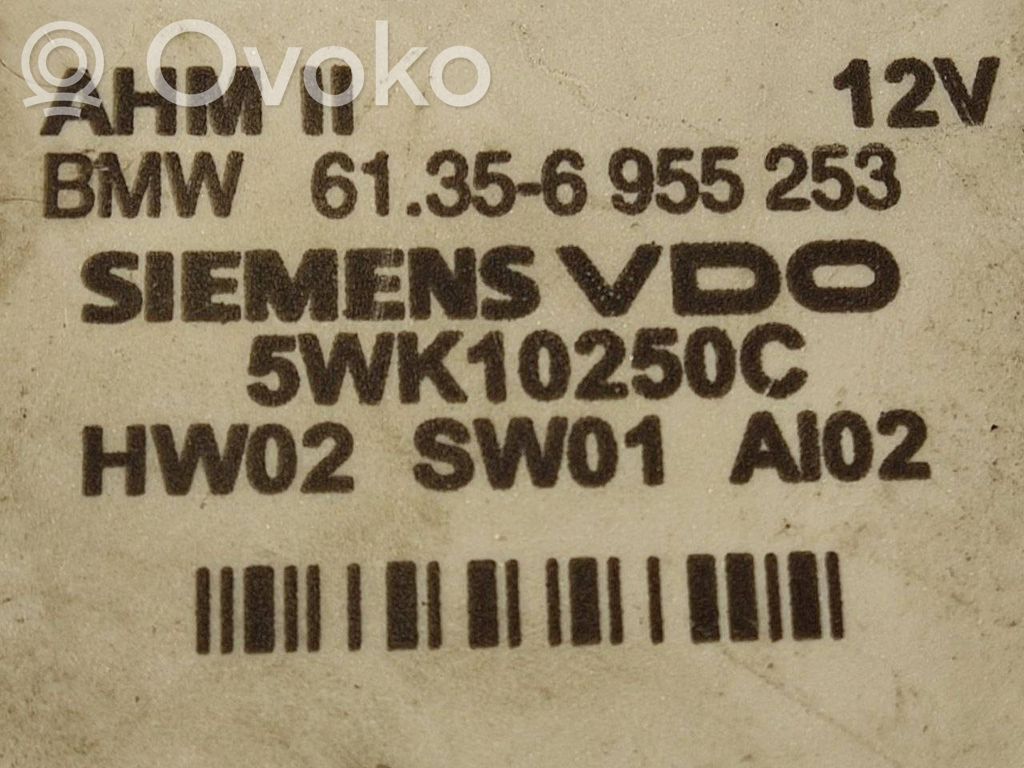 Ovoko
AHM II 12V
BMW 61.35-6 955 253
SIEMENS VDO
5WK10250C
HW02 SW01 AI02